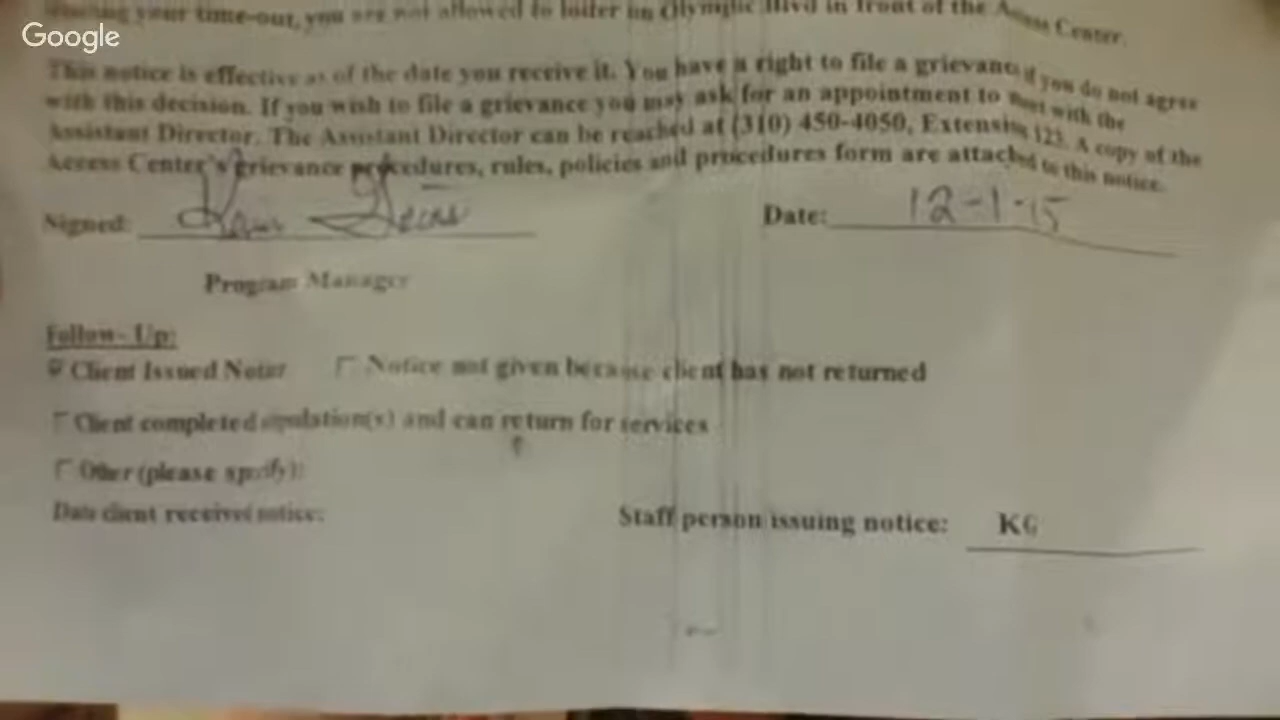 Google
your time-out, you are not allowed to loiter on Olympic Blvd in front of the Access Center.
This notice is effective as of the date you receive it. You have a right to file a grievance if you do not agree
with this decision. If you wish to file a grievance you may ask for an appointment to meet with the
Assistant Director. The Assistant Director can be reached at (310) 450-4050, Extension 123. A copy of the
Access Center's grievance procedures, rules, policies and procedures form are attached to this notice.
Signed: Date: 12-1-15
Program Manager
Follow- Up:
Client Issued Notice Notice not given because client has not returned
Client completed stipulation(s) and can return for services
Other (please specify):
Date client received notice: Staff person issuing notice: KG